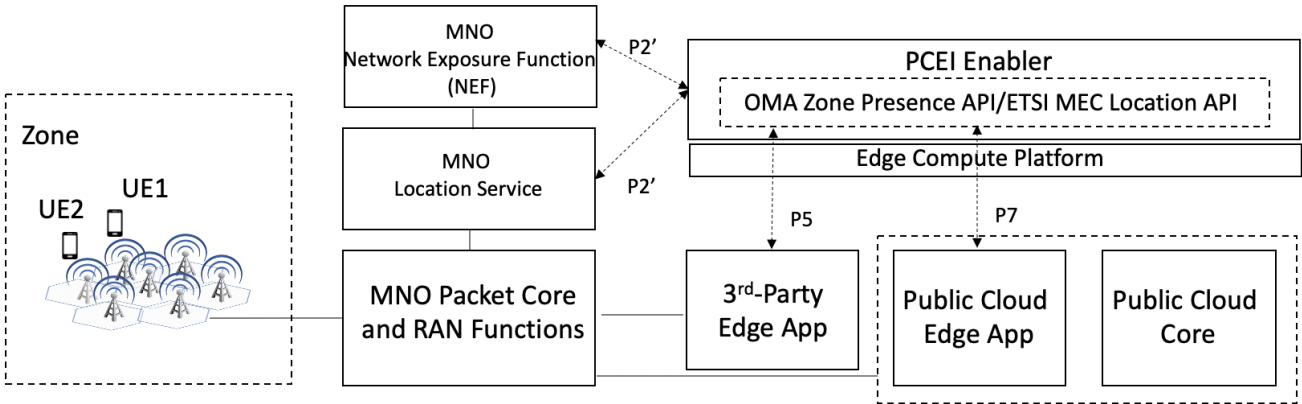 Zone
UE1
UE2
MNO
Network Exposure Function
(NEF)
MNO
Location Service
MNO Packet Core
and RAN Functions
P2’
P2’
PCEI Enabler
OMA Zone Presence API/ETSI MEC Location API
Edge Compute Platform
P5
P7
3rd-Party
Edge App
Public Cloud
Edge App
Public Cloud
Core